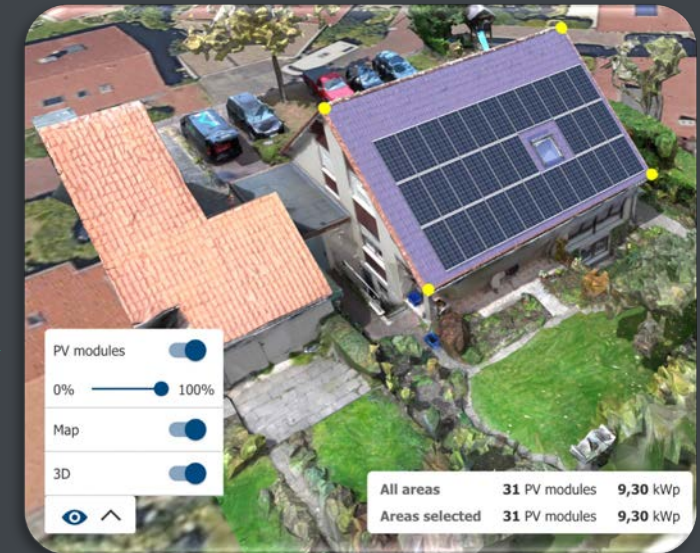 PV modules
0% 100%
Map
3D
All areas 31 PV modules 9,30 kWp
Areas selected 31 PV modules 9,30 kWp